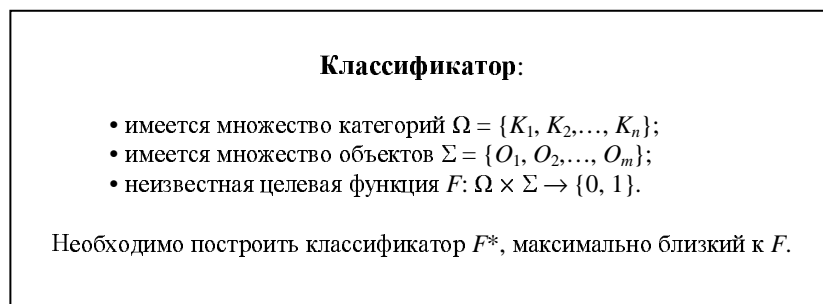 Классификатор:
• имеется множество категорий Ω = {K₁, K₂,…, Kₙ};
• имеется множество объектов Σ = {O₁, O₂,…, Oₘ};
• неизвестная целевая функция F: Ω × Σ → {0, 1}.
Необходимо построить классификатор F*, максимально близкий к F.